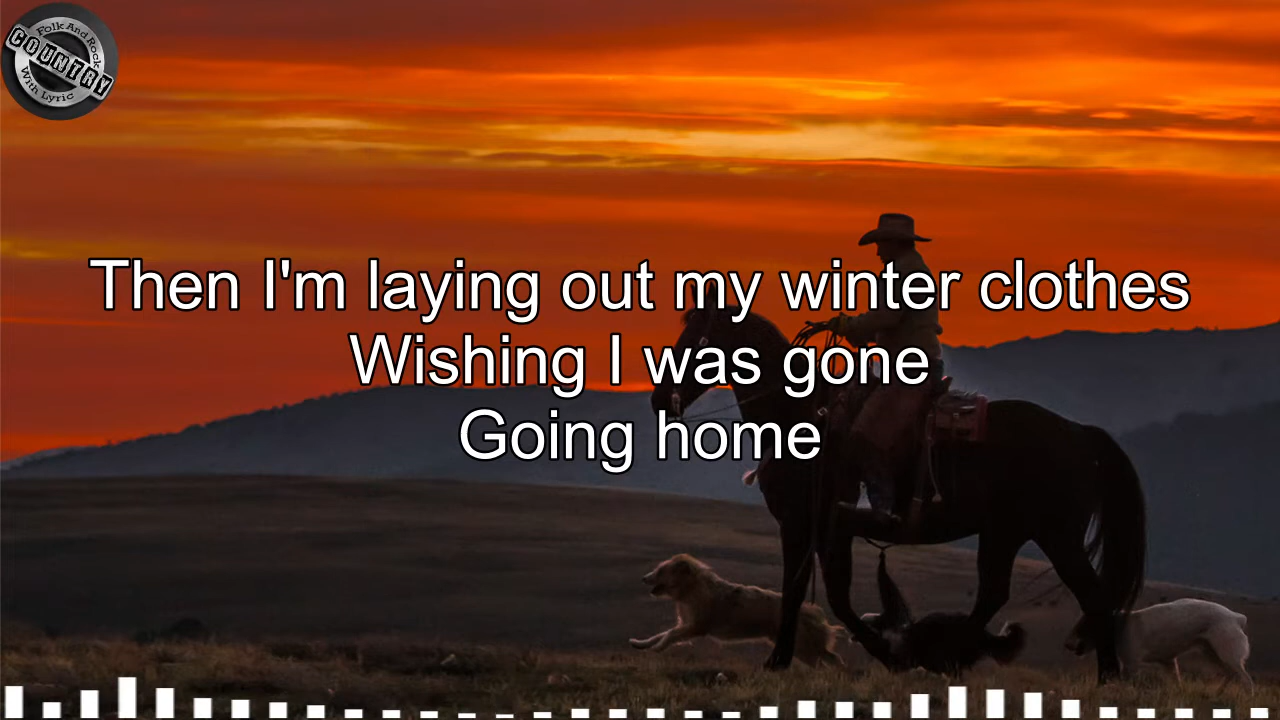 Folk And Rock
COUNTRY
With Lyric
Then I'm laying out my winter clothes
Wishing I was gone
Going home